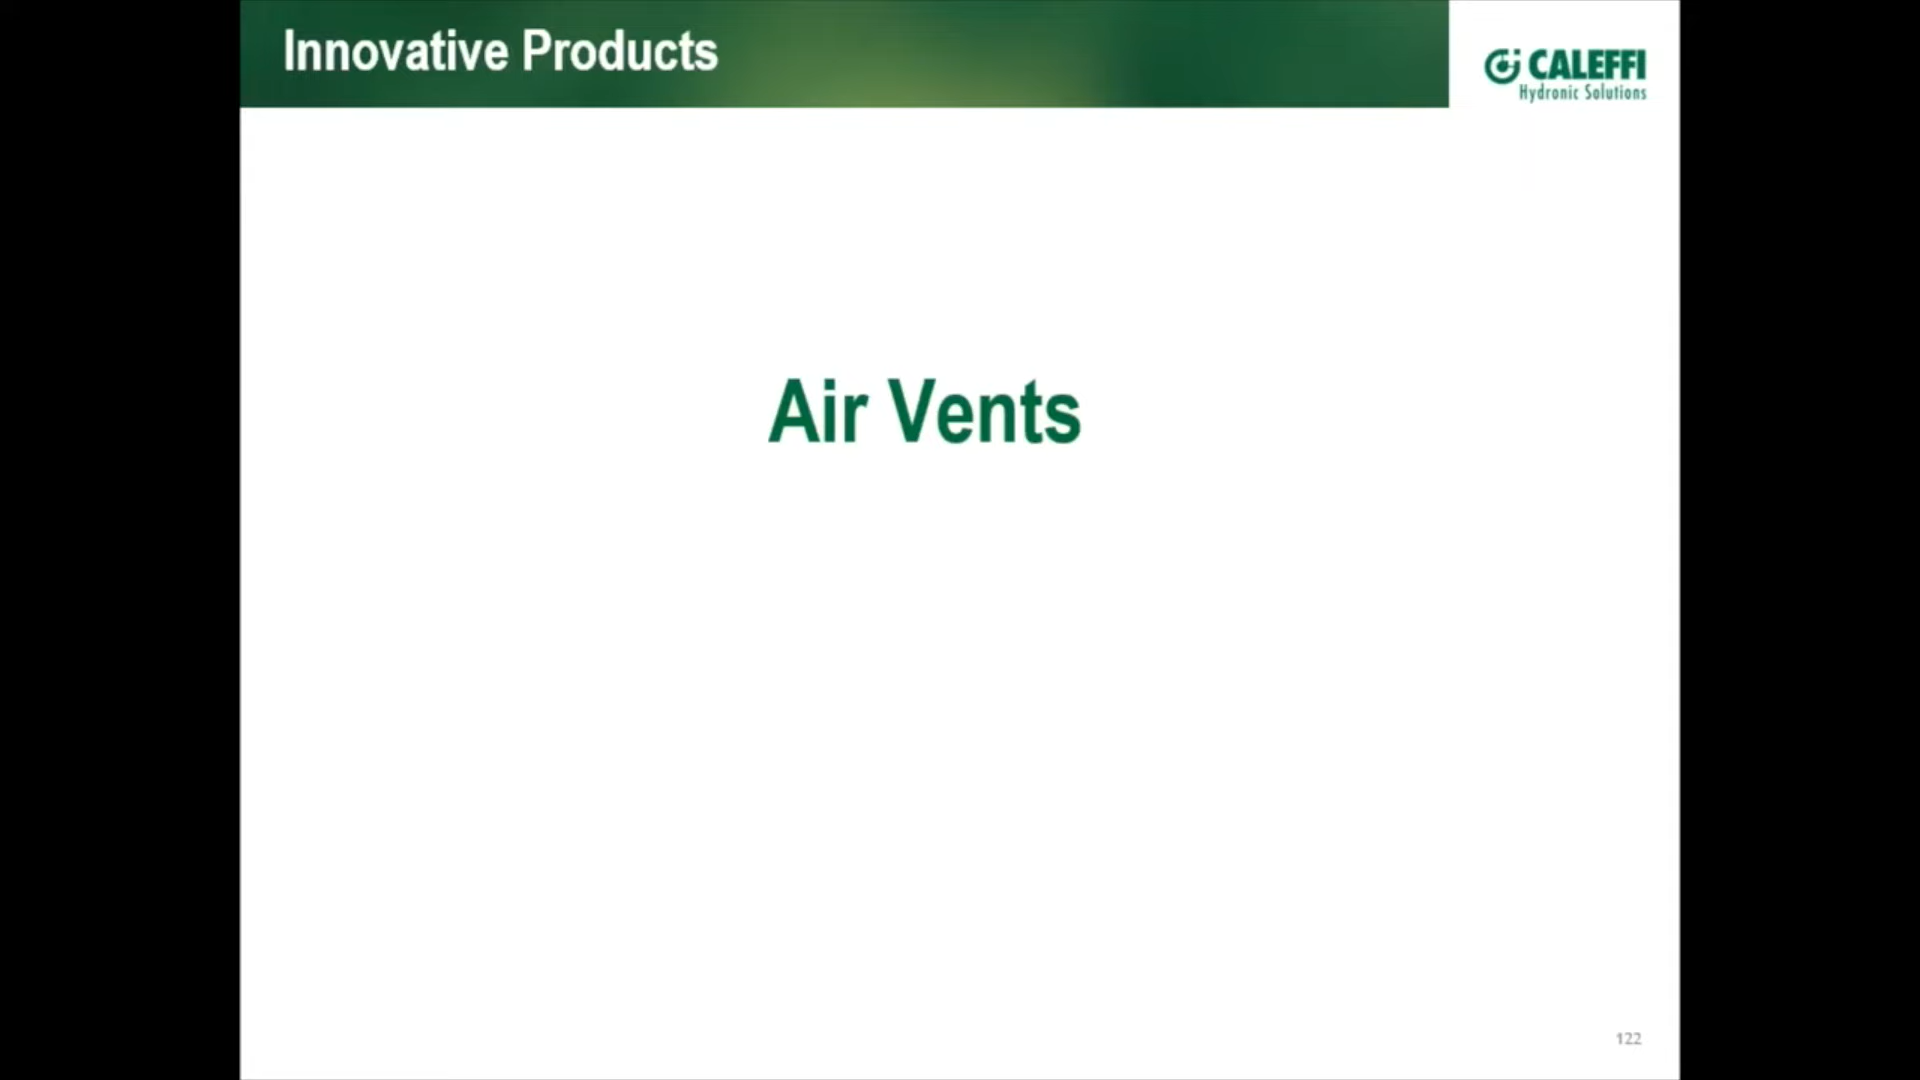 Innovative Products
CALEFFI
Hydronic Solutions
Air Vents
122